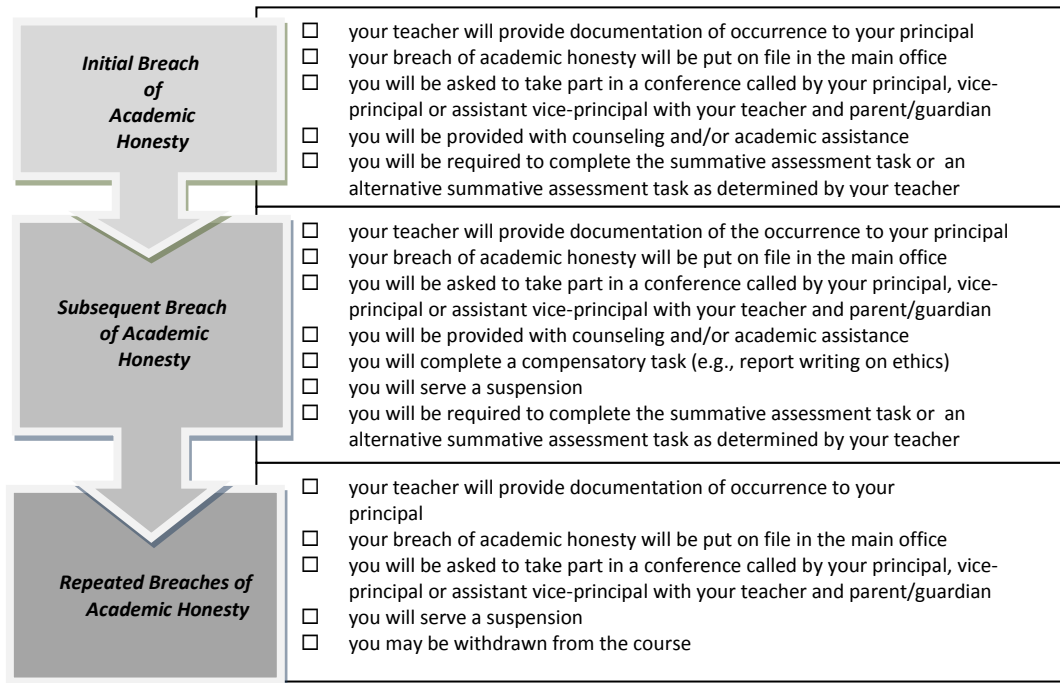 Initial Breach
of
Academic
Honesty
☐ your teacher will provide documentation of occurrence to your principal
☐ your breach of academic honesty will be put on file in the main office
☐ you will be asked to take part in a conference called by your principal, vice-
principal or assistant vice-principal with your teacher and parent/guardian
☐ you will be provided with counseling and/or academic assistance
☐ you will be required to complete the summative assessment task or an
alternative summative assessment task as determined by your teacher
Subsequent Breach
of Academic
Honesty
☐ your teacher will provide documentation of the occurrence to your principal
☐ your breach of academic honesty will be put on file in the main office
☐ you will be asked to take part in a conference called by your principal, vice-
principal or assistant vice-principal with your teacher and parent/guardian
☐ you will be provided with counseling and/or academic assistance
☐ you will complete a compensatory task (e.g., report writing on ethics)
☐ you will serve a suspension
☐ you will be required to complete the summative assessment task or an
alternative summative assessment task as determined by your teacher
Repeated Breaches of
Academic Honesty
☐ your teacher will provide documentation of occurrence to your
principal
☐ your breach of academic honesty will be put on file in the main office
☐ you will be asked to take part in a conference called by your principal, vice-
principal or assistant vice-principal with your teacher and parent/guardian
☐ you will serve a suspension
☐ you may be withdrawn from the course